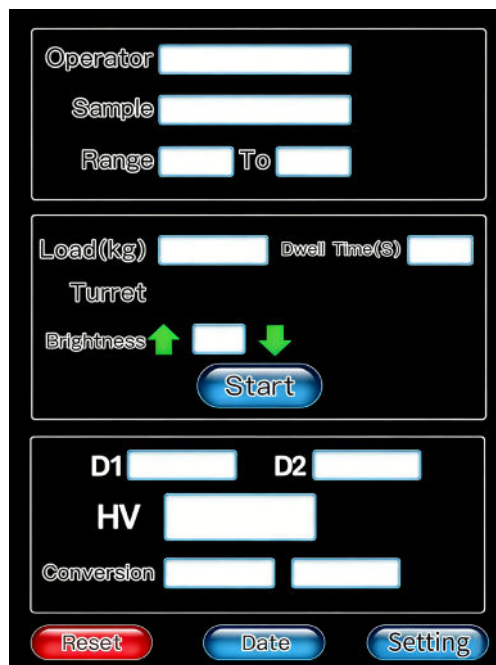 Operator
Sample
Range To
Load(kg) Dwell Time(S)
Turret
Brightness
Start
D1 D2
HV
Conversion
Reset Date Setting